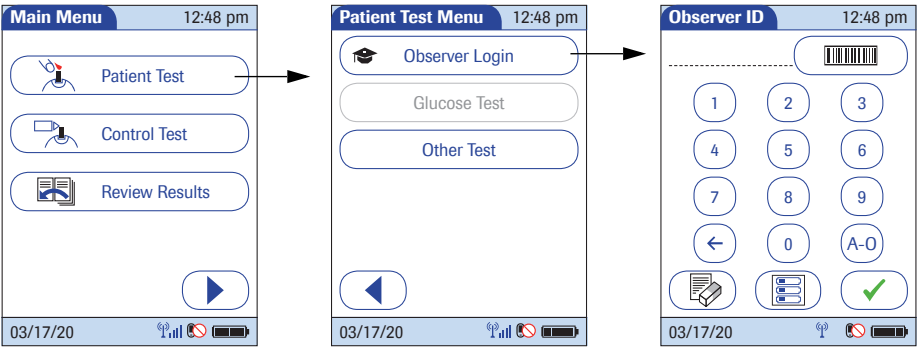 Main Menu 12:48 pm
Patient Test
Control Test
Review Results
03/17/20
Patient Test Menu 12:48 pm
Observer Login
Glucose Test
Other Test
03/17/20
Observer ID 12:48 pm
1 2 3
4 5 6
7 8 9
0 A-O
03/17/20